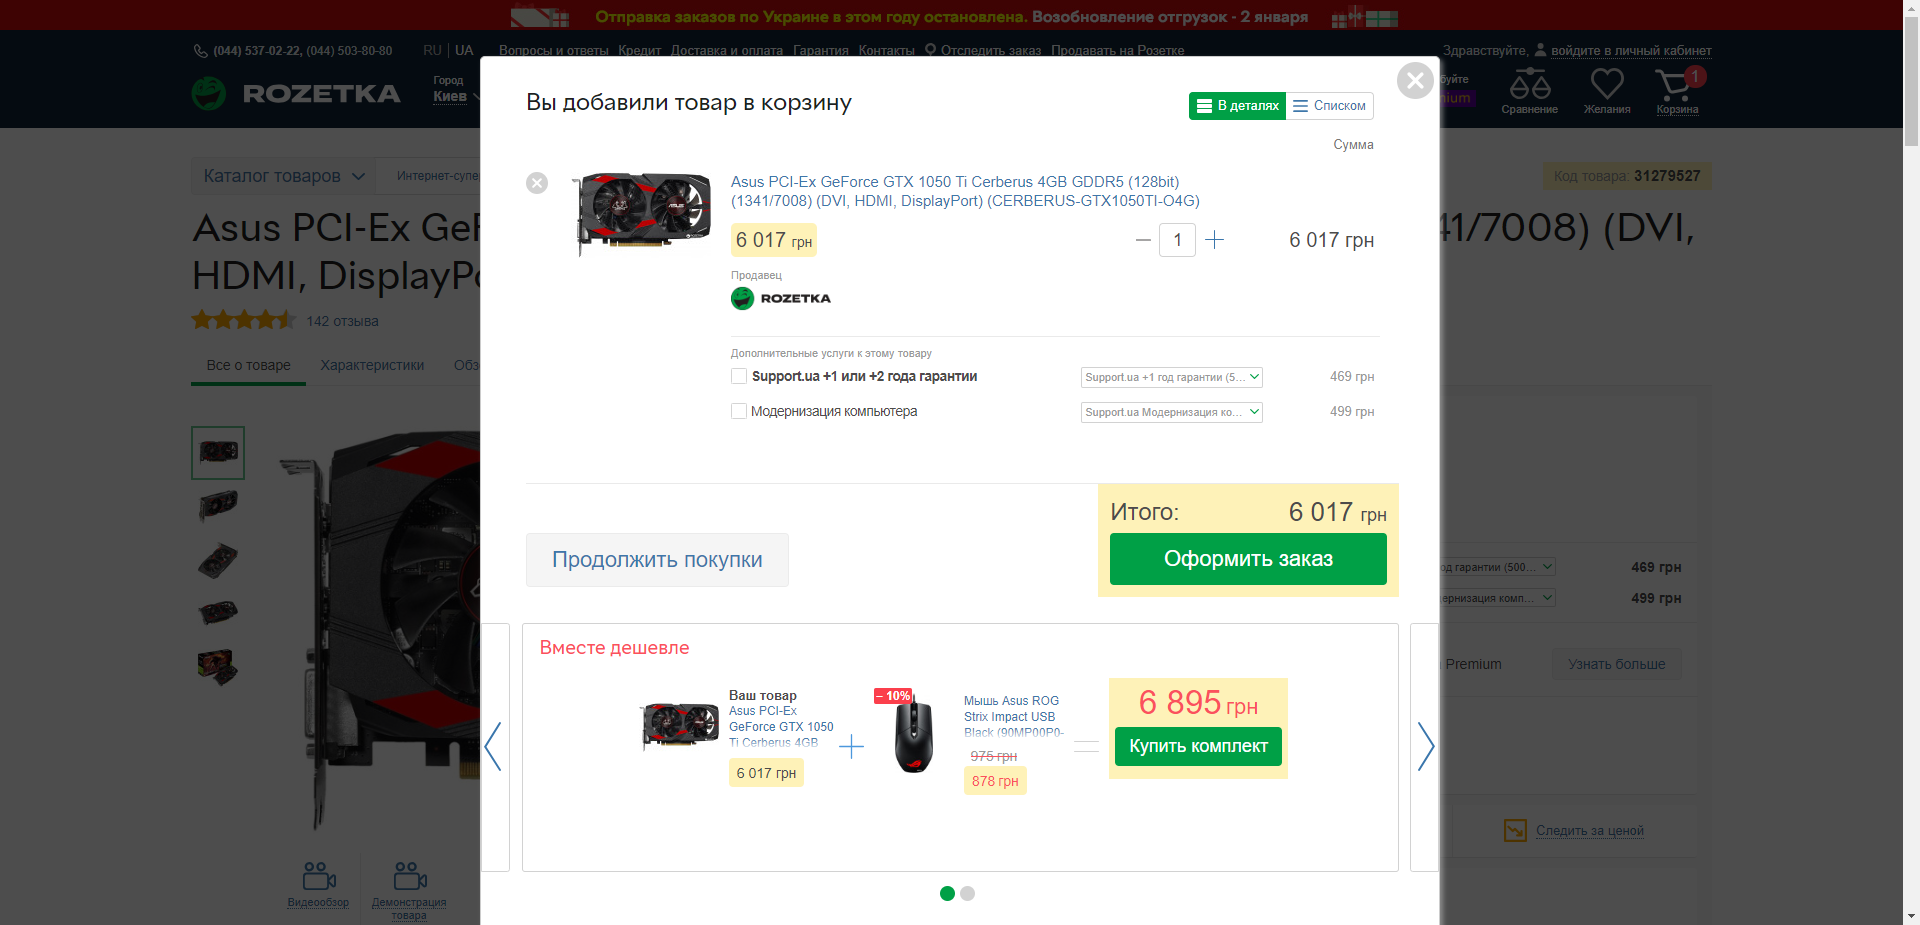 Отправка заказов по Украине в этом году остановлена. Возобновление отгрузок - 2 января
(044) 537-02-22, (044) 503-80-80
RU | UA
Вопросы и ответы Кредит Доставка и оплата Гарантия Контакты Отследить заказ Продавать на Розетке
Здравствуйте, войдите в личный кабинет
ROZETKA
Город
Киев
Сравнение
Желания
1
Корзина
Каталог товаров
Код товара: 31279527
Asus PCI-Ex
41/7008) (DVI,
HDMI,
142 отзыва
Все о товаре
Характеристики
Вы добавили товар в корзину
В деталях
Списком
Сумма
Asus PCI-Ex GeForce GTX 1050 Ti Cerberus 4GB GDDR5 (128bit)
(1341/7008) (DVI, HDMI, DisplayPort) (CERBERUS-GTX1050TI-O4G)
6 017 грн
1
6 017 грн
Продавец
ROZETKA
Дополнительные услуги к этому товару
Support.ua +1 или +2 года гарантии
Support.ua +1 год гарантии (5...
469 грн
Модернизация компьютера
Support.ua Модернизация ко...
499 грн
Итого:
6 017 грн
Продолжить покупки
Оформить заказ
од гарантии (500...
469 грн
ернизация комп...
499 грн
Вместе дешевле
Ваш товар
Asus PCI-Ex
GeForce GTX 1050
Ti Cerberus 4GB
6 017 грн
– 10%
Мышь Asus ROG
Strix Impact USB
Black (90MP00P0-
975 грн
878 грн
6 895 грн
Купить комплект
Premium
Узнать больше
Следить за ценой
Видеообзор
Демонстрация
товара